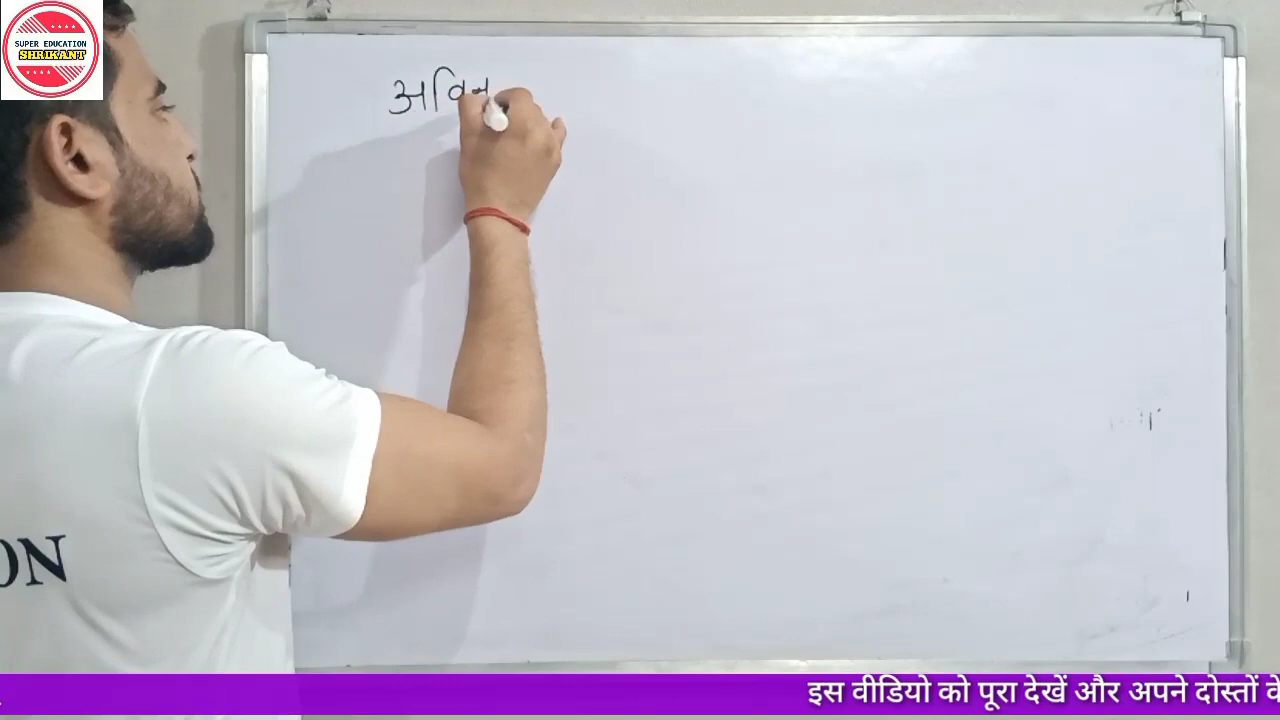 SUPER EDUCATION
SHRIKANT
अविन
ON
इस वीडियो को पूरा देखें और अपने दोस्तों के